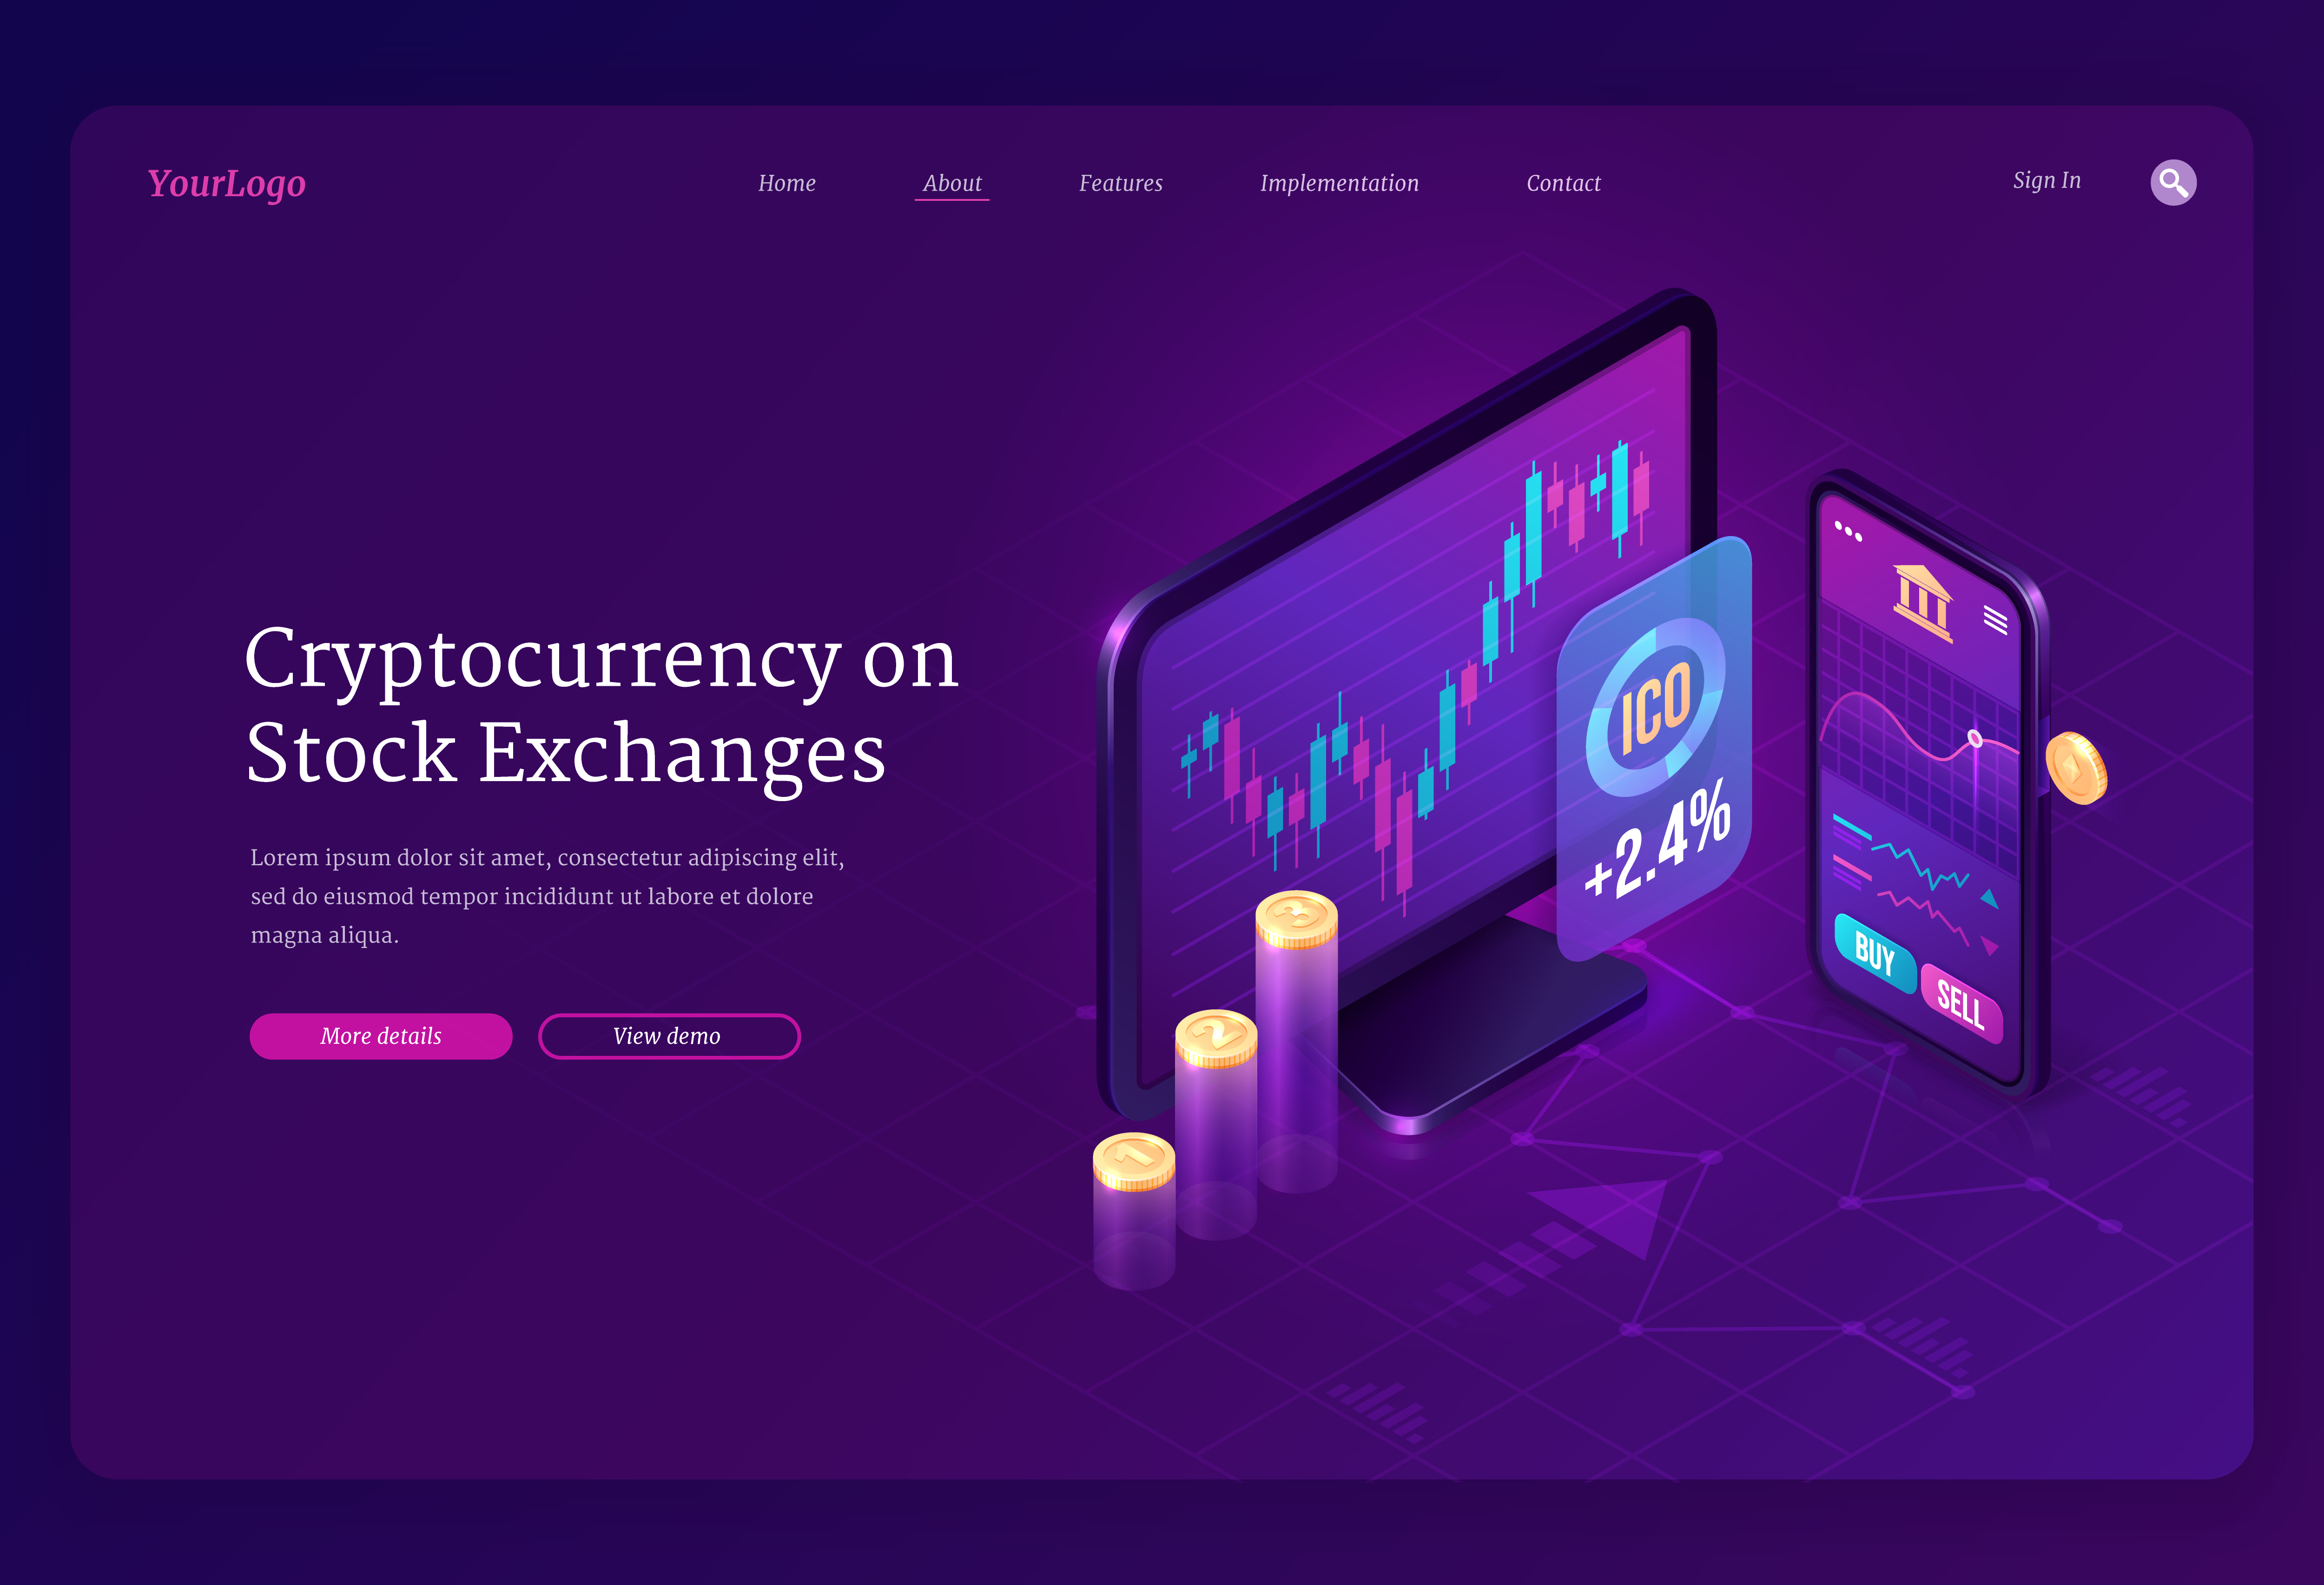 YourLogo
Home
About
Features
Implementation
Contact
Sign In
Cryptocurrency on
Stock Exchanges
Lorem ipsum dolor sit amet, consectetur adipiscing elit,
sed do eiusmod tempor incididunt ut labore et dolore
magna aliqua.
More details
View demo
ICO
+2.4%
BUY
SELL
3
2
1